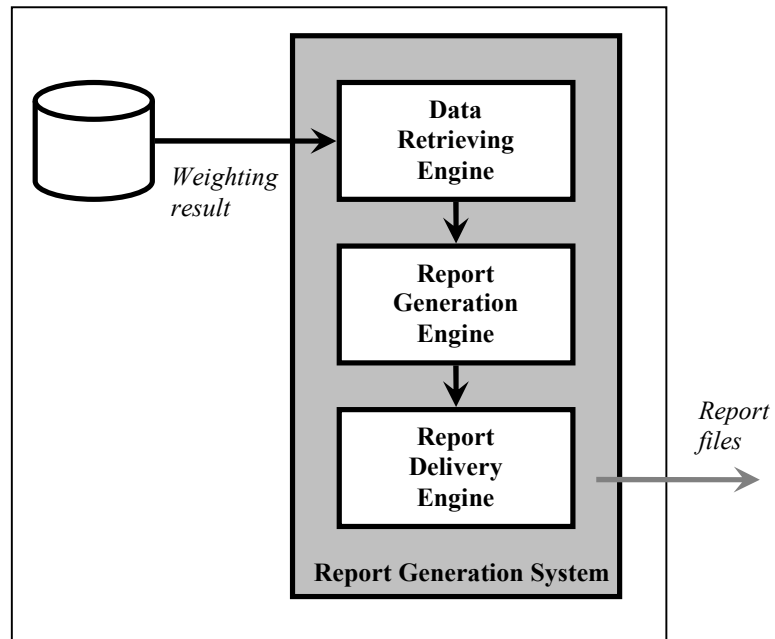 Data
Retrieving
Engine
Weighting
result
Report
Generation
Engine
Report
Delivery
Engine
Report
files
Report Generation System